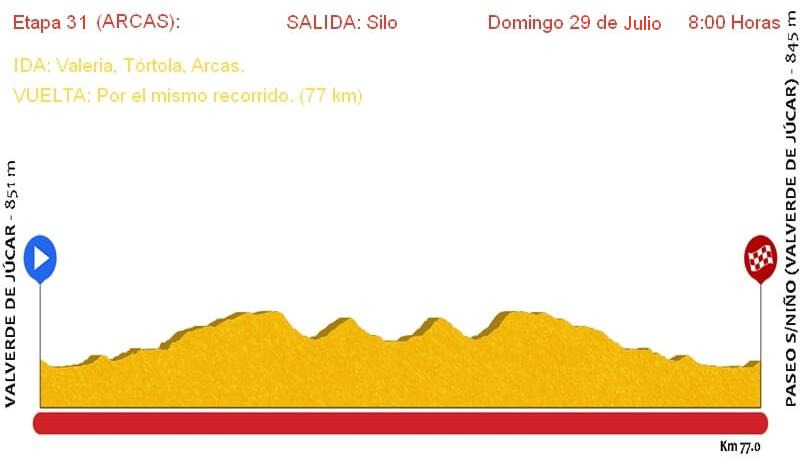 Etapa 31 (ARCAS): SALIDA: Silo Domingo 29 de Julio 8:00 Horas
IDA: Valeria, Tórtola, Arcas.
VUELTA: Por el mismo recorrido. (77 km)
VALVERDE DE JÚCAR - 851 m
PASEO S/NIÑO (VALVERDE DE JÚCAR) - 845 m
Km 77.0